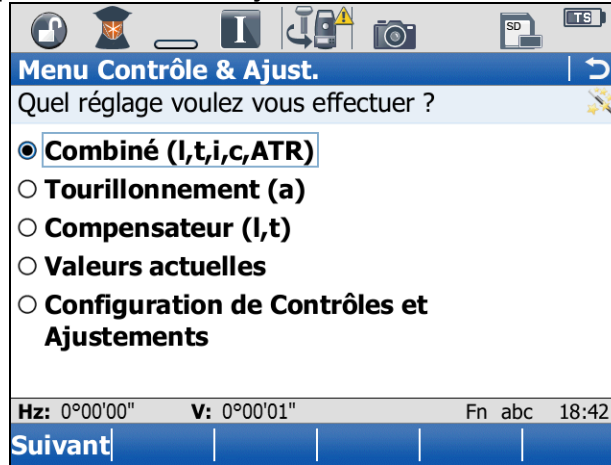 I
SD
TS
Menu Contrôle & Ajust.
Quel réglage voulez vous effectuer ?
Combiné (l,t,i,c,ATR)
Tourillonnement (a)
Compensateur (l,t)
Valeurs actuelles
Configuration de Contrôles et
Ajustements
Hz: 0°00'00" V: 0°00'01" Fn abc 18:42
Suivant